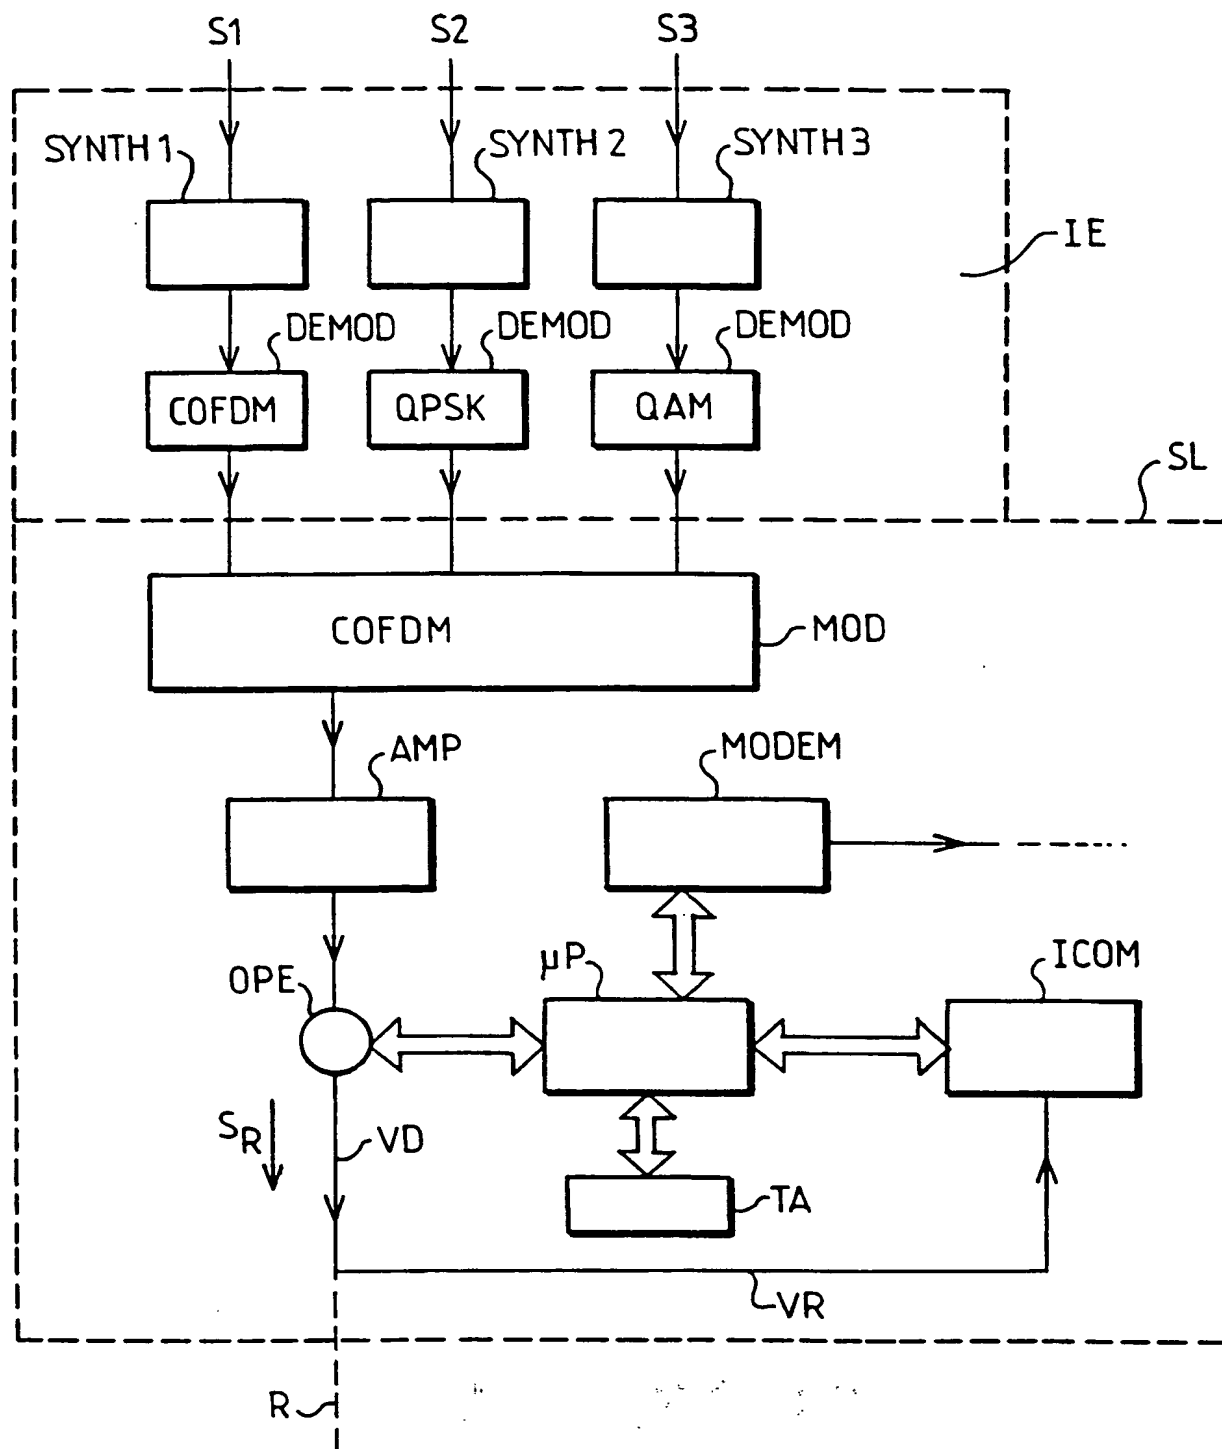 S1 S2 S3
SYNTH 1 SYNTH 2 SYNTH 3
IE
DEMOD DEMOD DEMOD
COFDM QPSK QAM
SL
COFDM
MOD
AMP MODEM
µP ICOM
OPE
SR VD
TA
VR
R